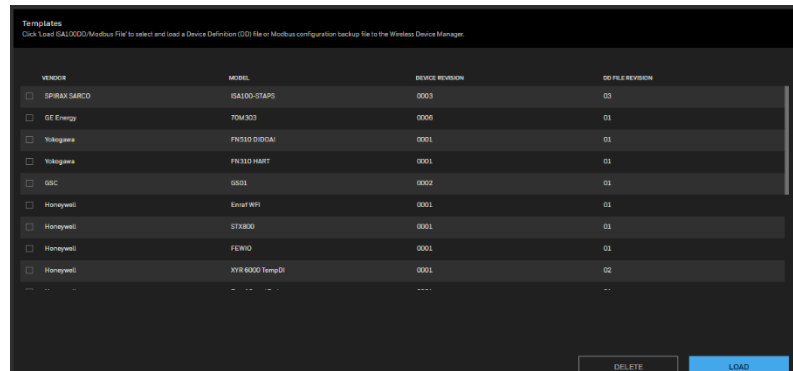 Templates
Click 'Load ISA100DD/Modbus File' to select and load a Device Definition (DD) file or Modbus configuration backup file to the Wireless Device Manager.
VENDOR MODEL DEVICE REVISION DD FILE REVISION
SPIRAX SARCO ISA100-STAPS 0003 03
GE Energy 70M303 0006 01
Yokogawa FN510 DIDOAI 0001 01
Yokogawa FN310 HART 0001 01
GSC GS01 0002 01
Honeywell Enraf WFI 0001 01
Honeywell STX800 0001 01
Honeywell FEWIO 0001 01
Honeywell XYR 6000 TempDI 0001 02
DELETE LOAD